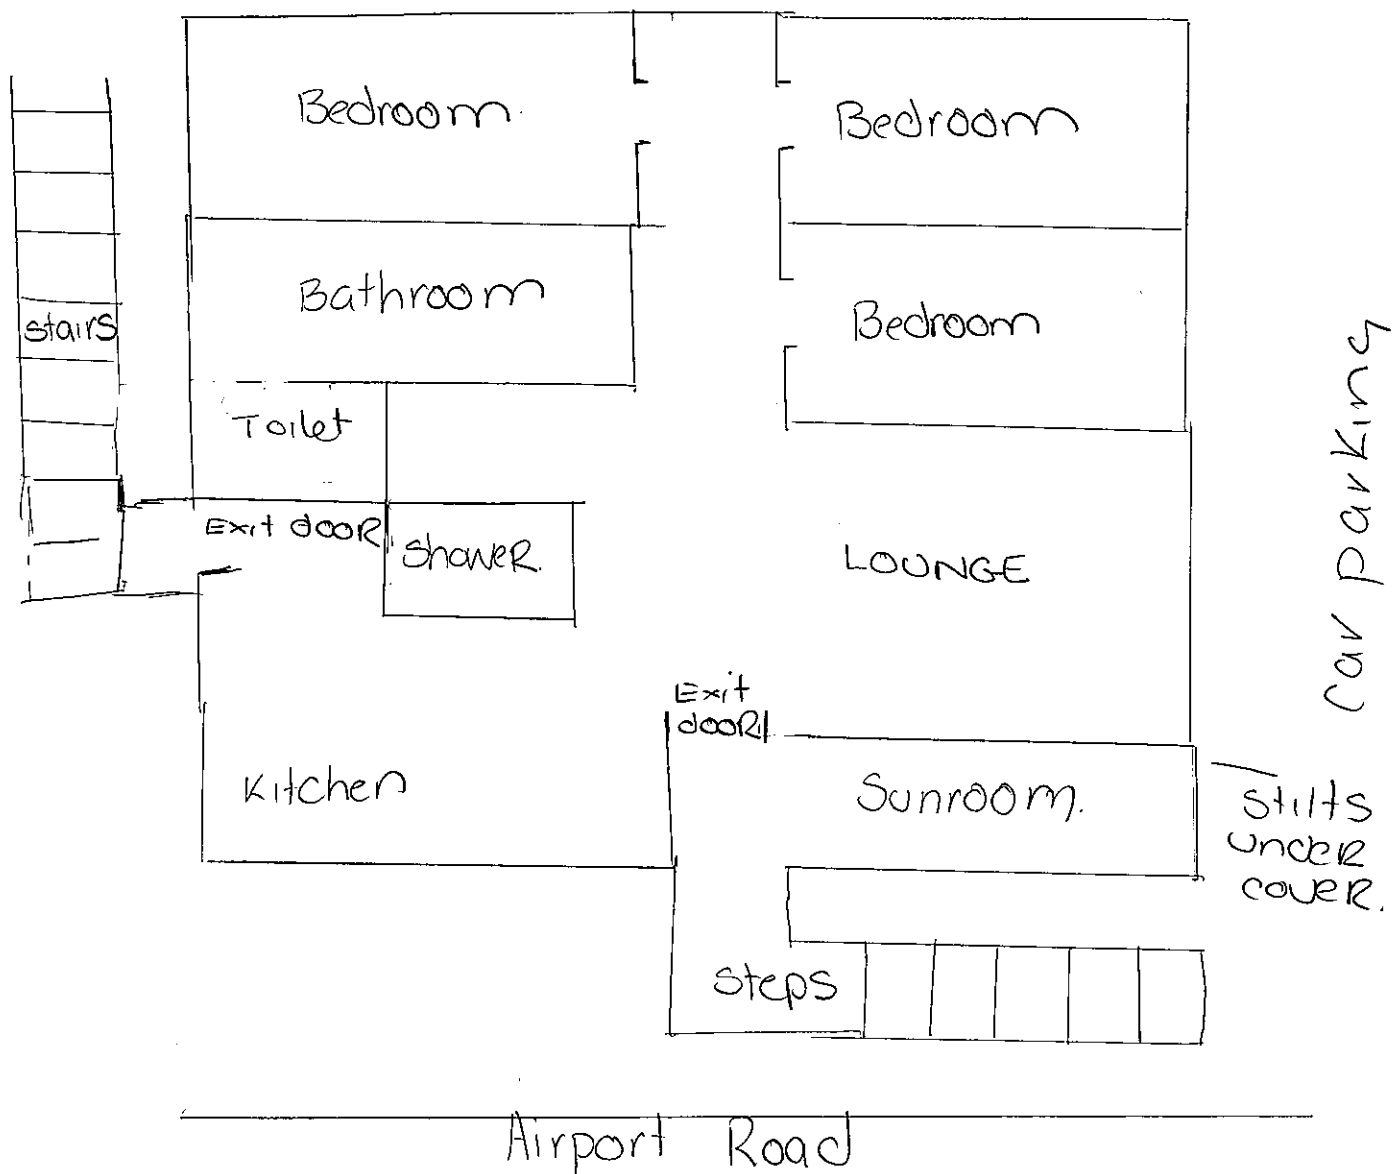 Bedroom.
Bedroom
Bathroom
Bedroom
stairs
Toilet
Exit dooR
showeR.
LOUNGE
car parking
Exit
dooR
Kitchen
Sunroom.
stilts
undeR
coveR.
steps
Airport Road